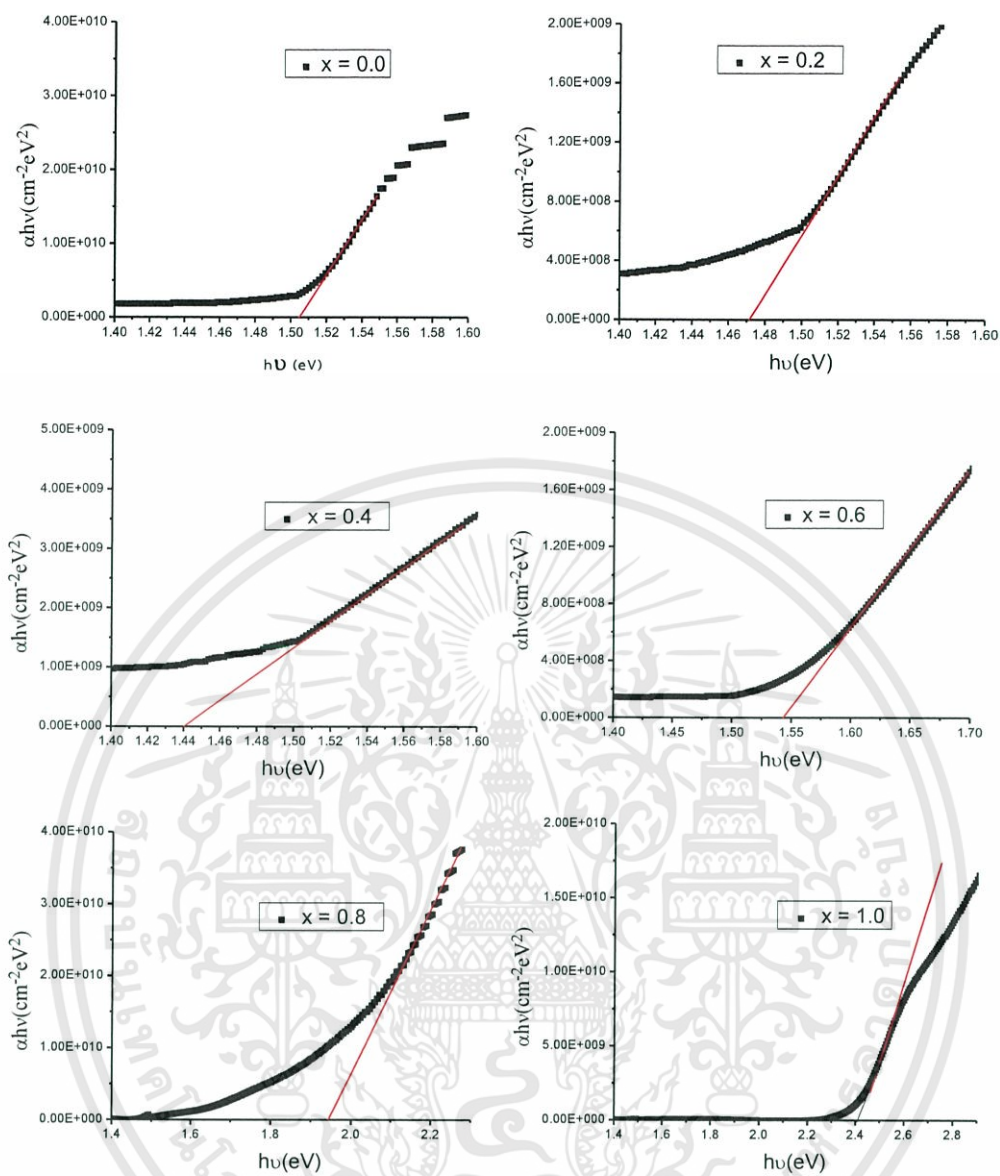 x = 0.0
αhν(cm⁻²eV²)
4.00E+010
3.00E+010
2.00E+010
1.00E+010
0.00E+000
1.40 1.42 1.44 1.46 1.48 1.50 1.52 1.54 1.56 1.58 1.60
hυ (eV)
x = 0.2
αhν(cm⁻²eV²)
2.00E+009
1.60E+009
1.20E+009
8.00E+008
4.00E+008
0.00E+000
1.40 1.42 1.44 1.46 1.48 1.50 1.52 1.54 1.56 1.58 1.60
hυ(eV)
x = 0.4
αhν(cm⁻²eV²)
5.00E+009
4.00E+009
3.00E+009
2.00E+009
1.00E+009
0.00E+000
1.40 1.42 1.44 1.46 1.48 1.50 1.52 1.54 1.56 1.58 1.60
hυ(eV)
x = 0.6
αhν(cm⁻²eV²)
2.00E+009
1.60E+009
1.20E+009
8.00E+008
4.00E+008
0.00E+000
1.40 1.45 1.50 1.55 1.60 1.65 1.70
hυ(eV)
x = 0.8
αhν(cm⁻²eV²)
4.00E+010
3.00E+010
2.00E+010
1.00E+010
0.00E+000
1.4 1.6 1.8 2.0 2.2
hυ(eV)
x = 1.0
αhν(cm⁻²eV²)
2.00E+010
1.50E+010
1.00E+010
5.00E+009
0.00E+000
1.4 1.6 1.8 2.0 2.2 2.4 2.6 2.8
hυ(eV)